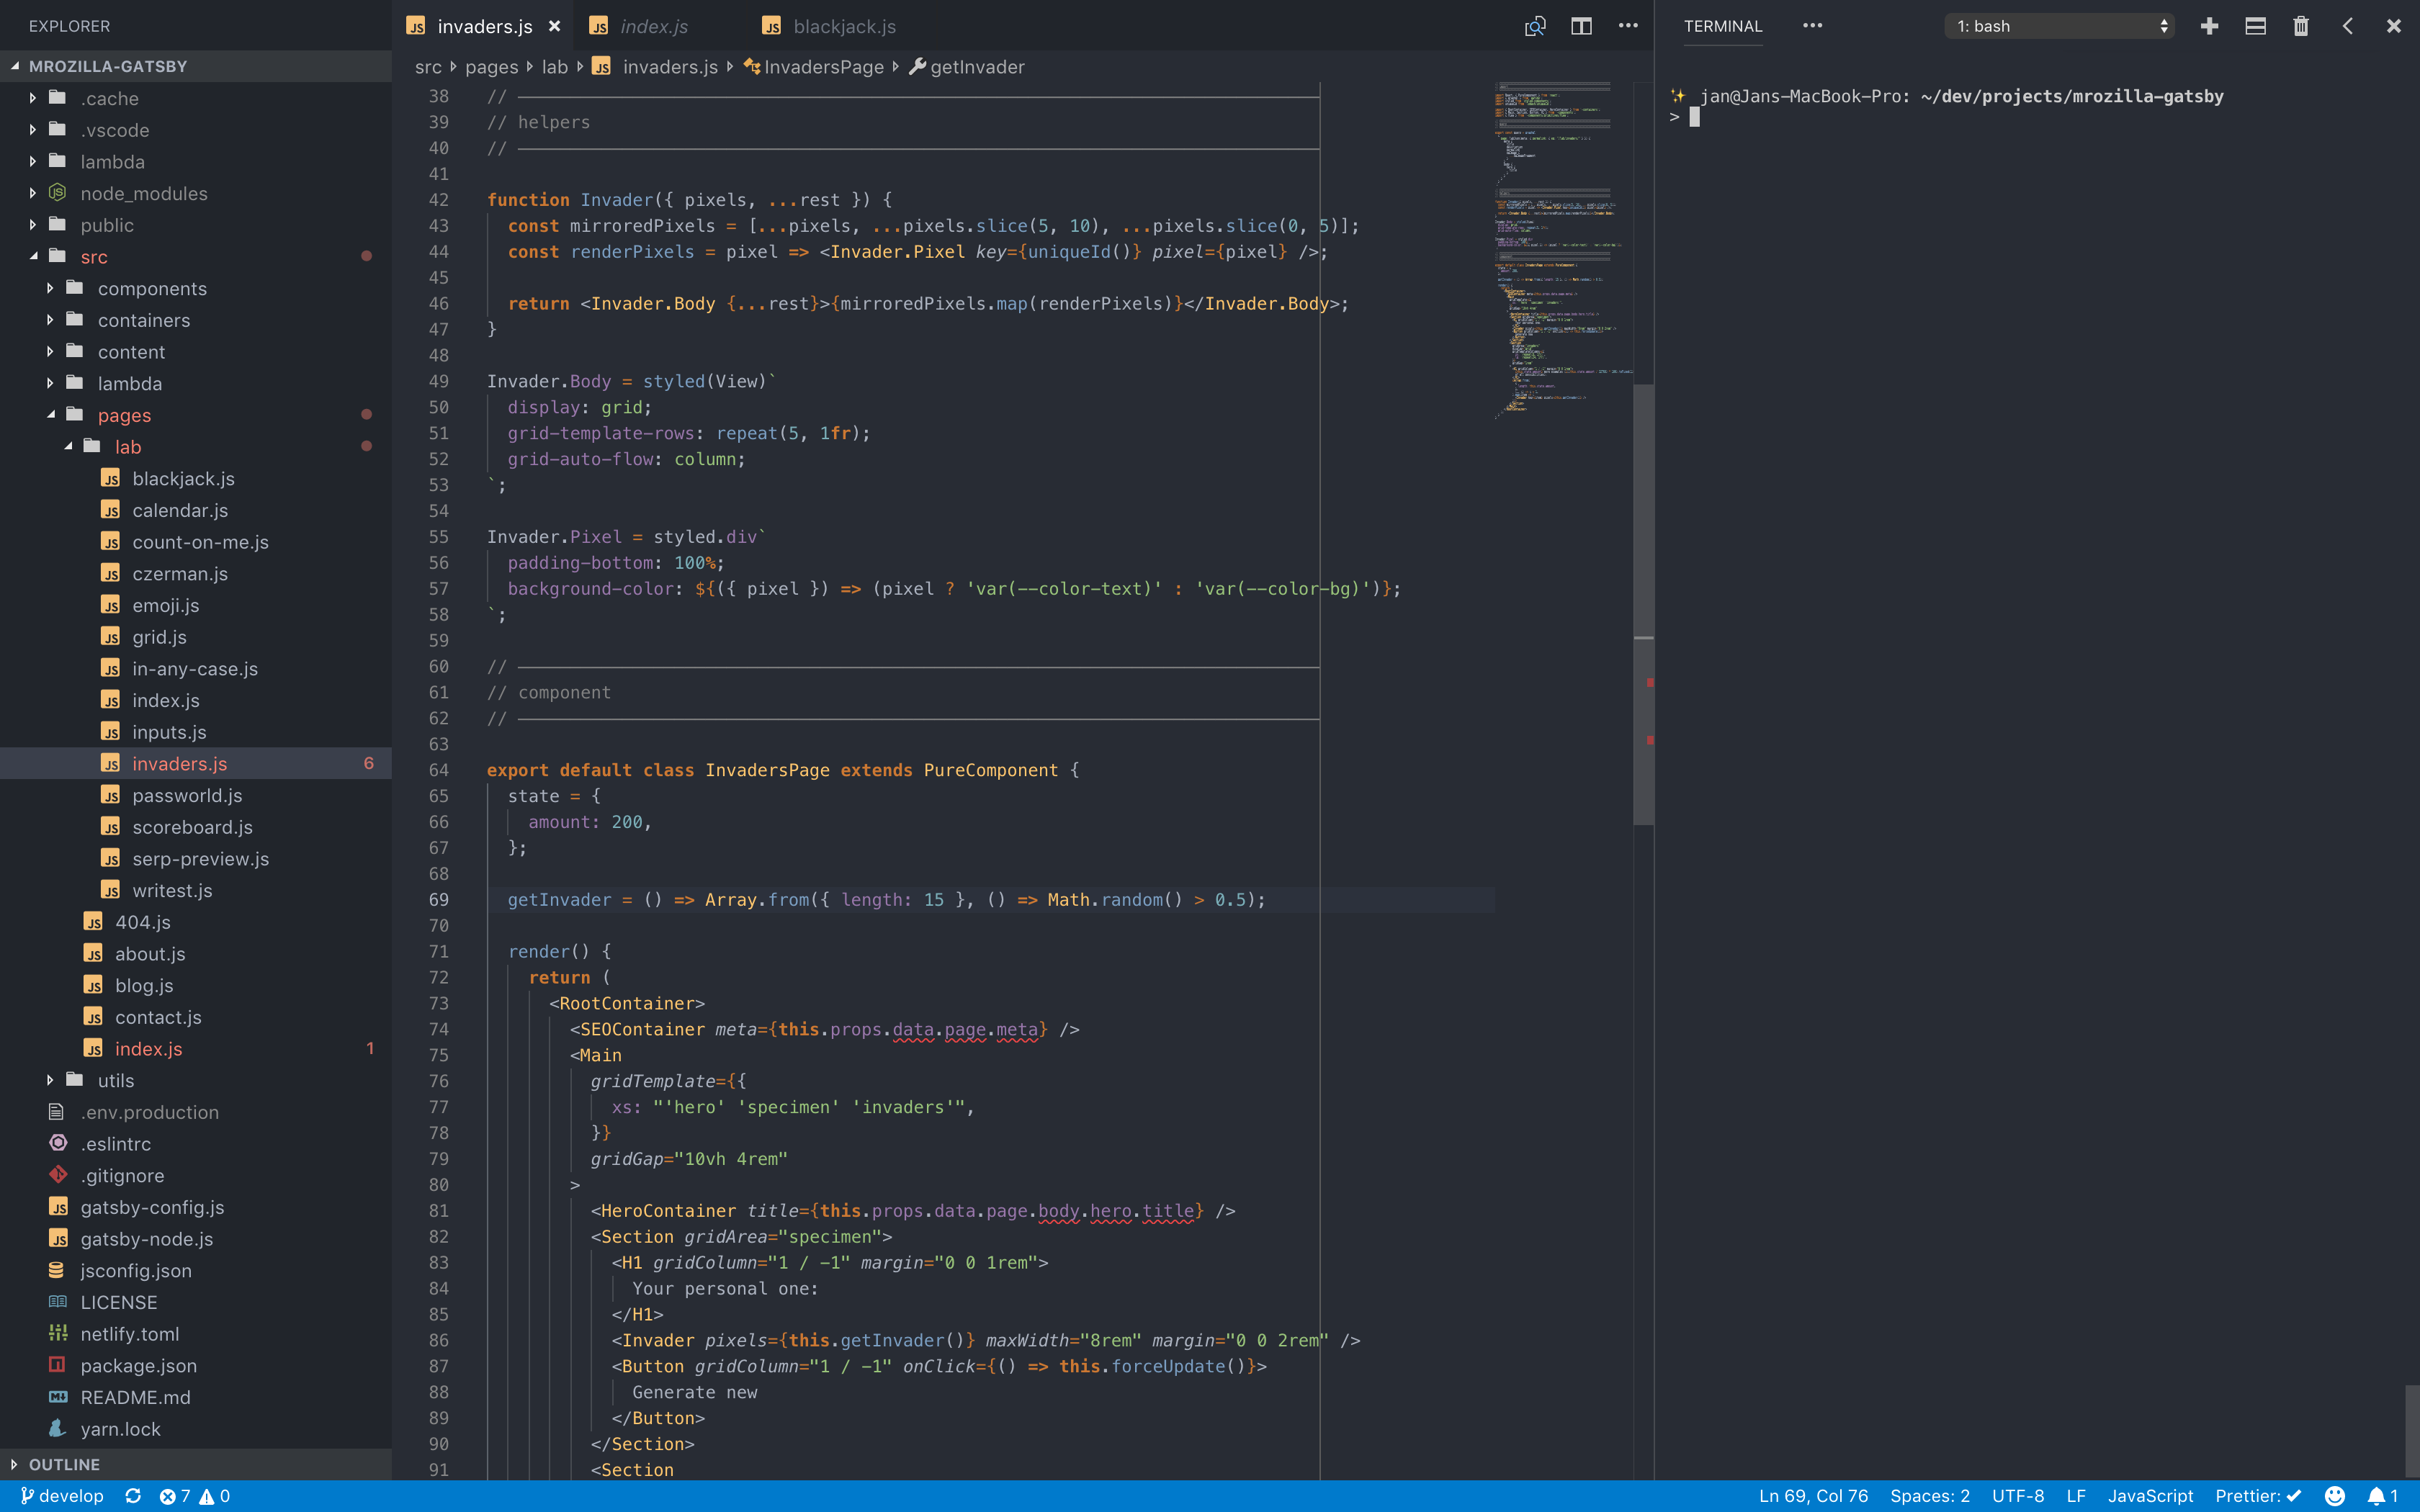 EXPLORER
MROZILLA-GATSBY
.cache
.vscode
lambda
node_modules
public
src
components
containers
content
lambda
pages
lab
blackjack.js
calendar.js
count-on-me.js
czerman.js
emoji.js
grid.js
in-any-case.js
index.js
inputs.js
invaders.js 6
passworld.js
scoreboard.js
serp-preview.js
writest.js
404.js
about.js
blog.js
contact.js
index.js 1
utils
.env.production
.eslintrc
.gitignore
gatsby-config.js
gatsby-node.js
jsconfig.json
LICENSE
netlify.toml
package.json
README.md
yarn.lock
OUTLINE
invaders.js index.js blackjack.js
src pages lab invaders.js InvadersPage getInvader
38 // ────────────────────
39 // helpers
40 // ────────────────────
41
42 function Invader({ pixels, ...rest }) {
43   const mirroredPixels = [...pixels, ...pixels.slice(5, 10), ...pixels.slice(0, 5)];
44   const renderPixels = pixel => <Invader.Pixel key={uniqueId()} pixel={pixel} />;
45
46   return <Invader.Body {...rest}>{mirroredPixels.map(renderPixels)}</Invader.Body>;
47 }
48
49 Invader.Body = styled(View)`
50   display: grid;
51   grid-template-rows: repeat(5, 1fr);
52   grid-auto-flow: column;
53 `;
54
55 Invader.Pixel = styled.div`
56   padding-bottom: 100%;
57   background-color: ${({ pixel }) => (pixel ? 'var(--color-text)' : 'var(--color-bg)')};
58 `;
59
60 // ────────────────────
61 // component
62 // ────────────────────
63
64 export default class InvadersPage extends PureComponent {
65   state = {
66     amount: 200,
67   };
68
69   getInvader = () => Array.from({ length: 15 }, () => Math.random() > 0.5);
70
71   render() {
72     return (
73       <RootContainer>
74         <SEOContainer meta={this.props.data.page.meta} />
75         <Main
76           gridTemplate={{
77             xs: "'hero' 'specimen' 'invaders'",
78           }}
79           gridGap="10vh 4rem"
80         >
81           <HeroContainer title={this.props.data.page.body.hero.title} />
82           <Section gridArea="specimen">
83             <H1 gridColumn="1 / -1" margin="0 0 1rem">
84               Your personal one:
85             </H1>
86             <Invader pixels={this.getInvader()} maxWidth="8rem" margin="0 0 2rem" />
87             <Button gridColumn="1 / -1" onClick={() => this.forceUpdate()}>
88               Generate new
89             </Button>
90           </Section>
91           <Section
TERMINAL 1: bash
✨ jan@Jans-MacBook-Pro: ~/dev/projects/mrozilla-gatsby
>
develop 7 0 Ln 69, Col 76 Spaces: 2 UTF-8 LF JavaScript Prettier: ✓ 1